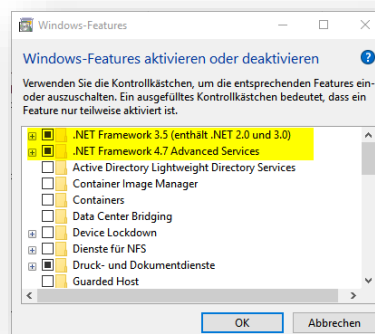 Windows-Features
Windows-Features aktivieren oder deaktivieren
Verwenden Sie die Kontrollkästchen, um die entsprechenden Features ein-
oder auszuschalten. Ein ausgefülltes Kontrollkästchen bedeutet, dass ein
Feature nur teilweise aktiviert ist.
.NET Framework 3.5 (enthält .NET 2.0 und 3.0)
.NET Framework 4.7 Advanced Services
Active Directory Lightweight Directory Services
Container Image Manager
Containers
Data Center Bridging
Device Lockdown
Dienste für NFS
Druck- und Dokumentdienste
Guarded Host
OK Abbrechen